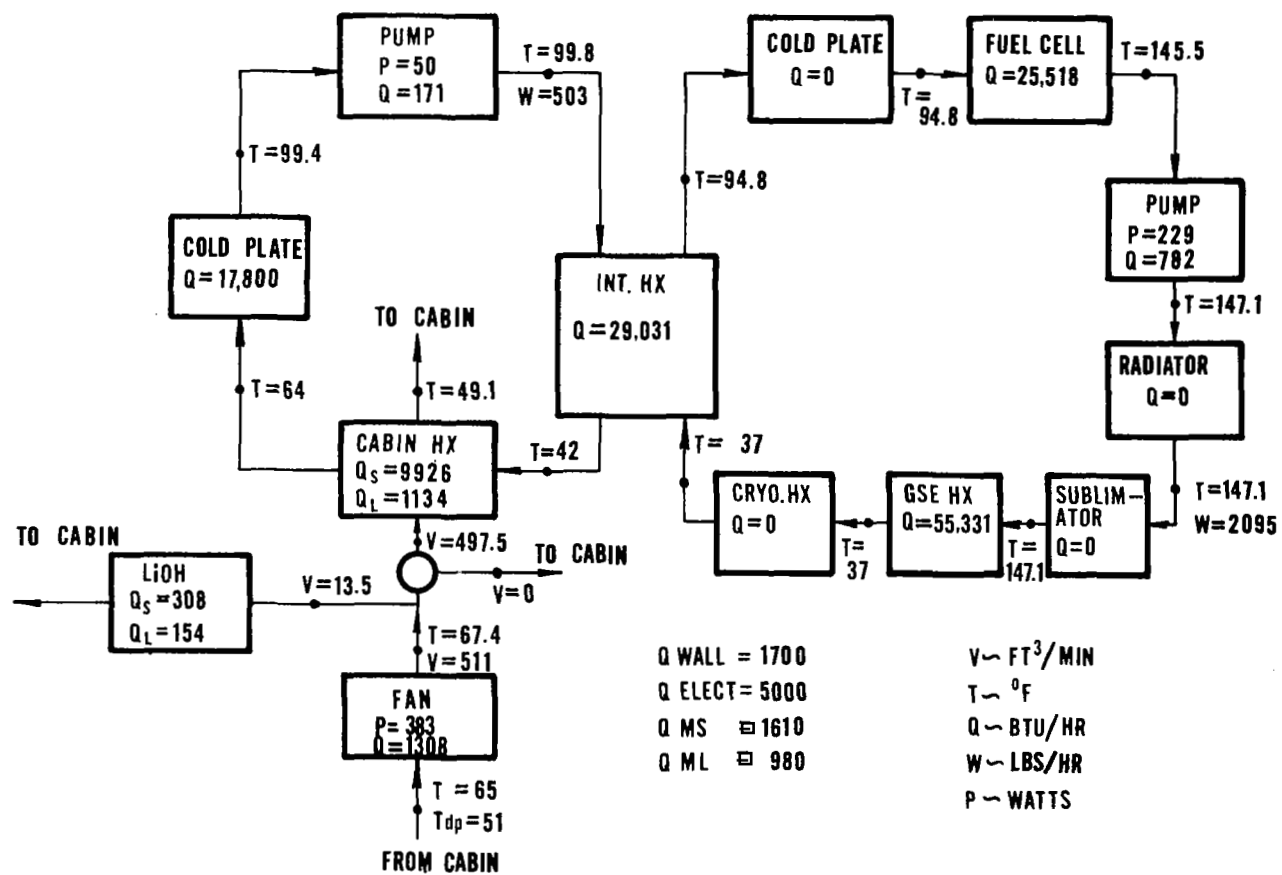 PUMP
P=50
Q=171
T=99.8
W=503
COLD PLATE
Q=0
T=
94.8
FUEL CELL
Q=25,518
T=145.5
T=99.4
T=94.8
PUMP
P=229
Q=782
COLD PLATE
Q=17,800
INT. HX
Q=29,031
T=147.1
TO CABIN
RADIATOR
Q=0
T=64
T=49.1
CABIN HX
QS=9926
QL=1134
T=42
T= 37
CRYO.HX
Q=0
T=
37
GSE HX
Q=55,331
T=
147.1
SUBLIM-
ATOR
Q=0
T=147.1
W=2095
TO CABIN
V=497.5
TO CABIN
V=0
LiOH
QS=308
QL=154
V=13.5
T=67.4
V=511
FAN
P=383
Q=1308
T=65
Tdp=51
FROM CABIN
Q WALL = 1700
Q ELECT= 5000
Q MS = 1610
Q ML = 980
V~ FT³/MIN
T~ ⁰F
Q~ BTU/HR
W~ LBS/HR
P~ WATTS